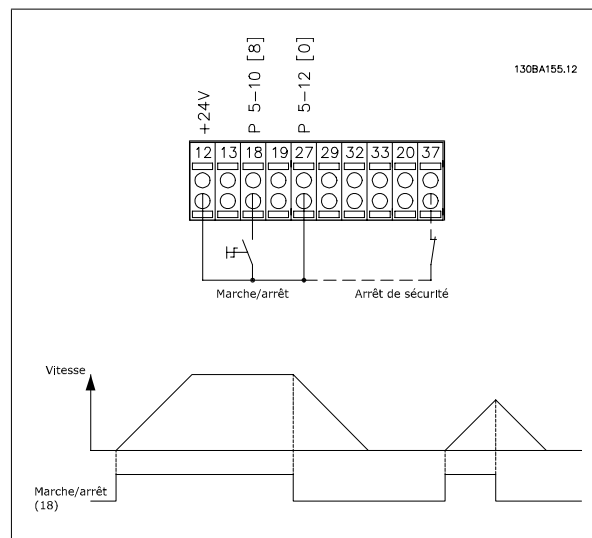 130BA155.12
+24V
P 5-10 [8]
P 5-12 [0]
12 13 18 19 27 29 32 33 20 37
Marche/arrêt
Arrêt de sécurité
Vitesse
Marche/arrêt
(18)